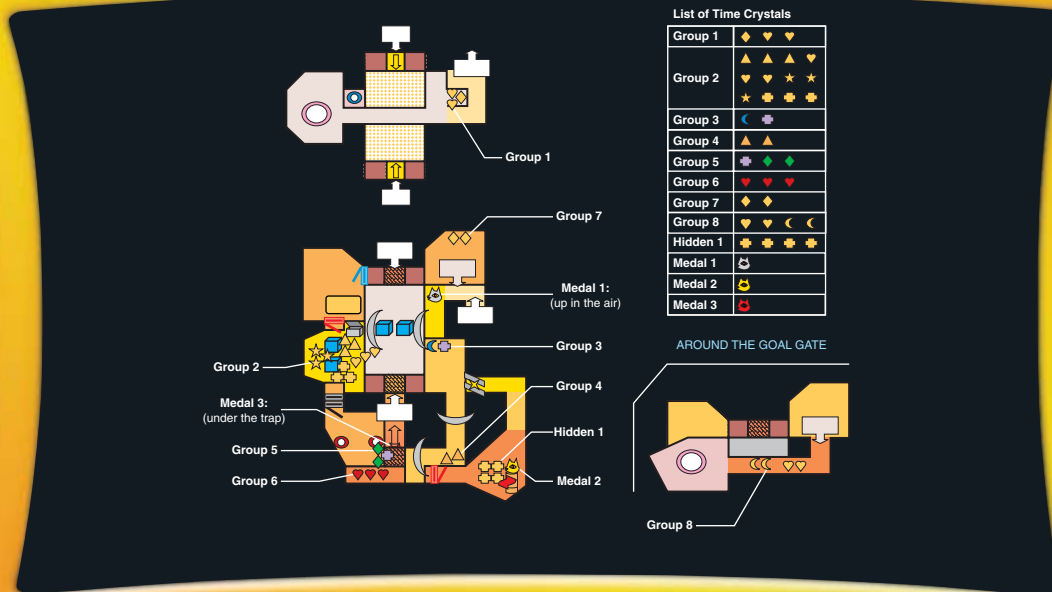 List of Time Crystals
Group 1
Group 2
Group 3
Group 4
Group 5
Group 6
Group 7
Group 8
Hidden 1
Medal 1
Medal 2
Medal 3
Group 1
Group 7
Medal 1:
(up in the air)
Group 3
Group 2
Group 4
Medal 3:
(under the trap)
Hidden 1
Group 5
Group 6
Medal 2
AROUND THE GOAL GATE
Group 8